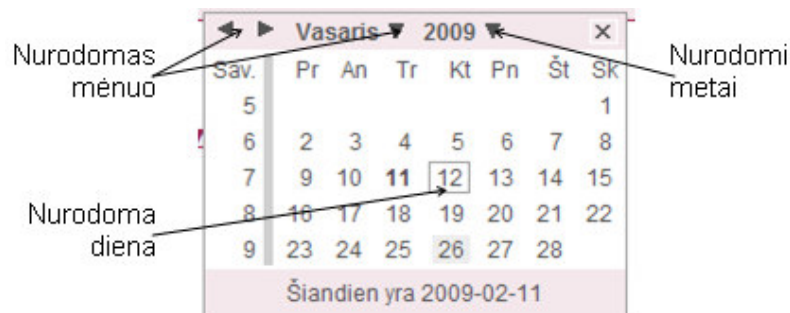 Vasaris 2009 ×
Nurodomas mėnuo
Nurodomi metai
Sav. Pr An Tr Kt Pn Št Sk
5 1
6 2 3 4 5 6 7 8
7 9 10 11 12 13 14 15
Nurodoma diena
8 16 17 18 19 20 21 22
9 23 24 25 26 27 28
Šiandien yra 2009-02-11